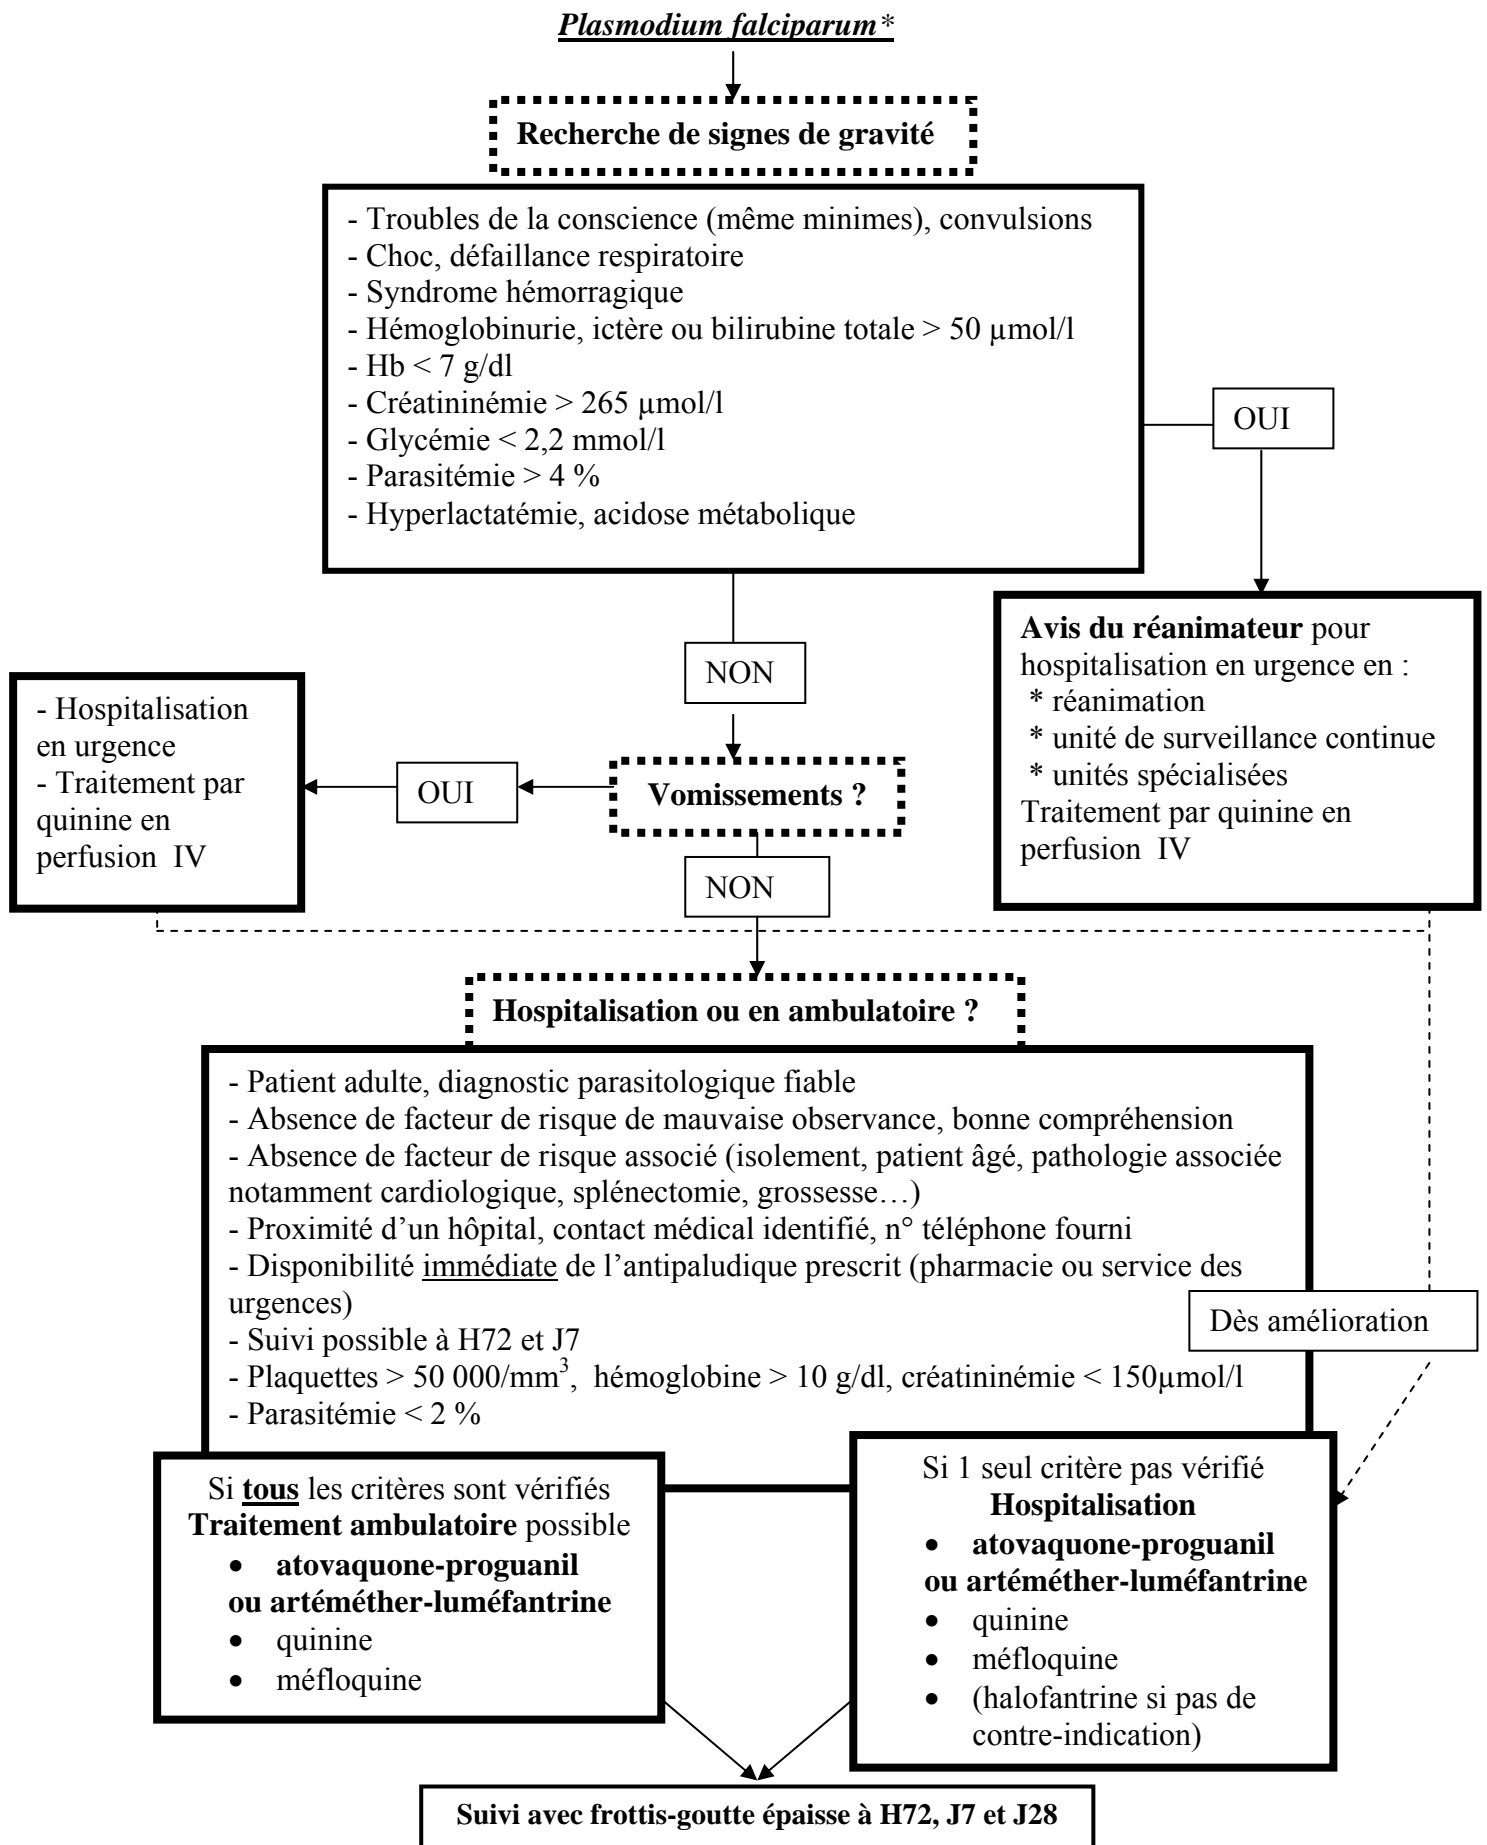 Plasmodium falciparum*
Recherche de signes de gravité
- Troubles de la conscience (même minimes), convulsions
- Choc, défaillance respiratoire
- Syndrome hémorragique
- Hémoglobinurie, ictère ou bilirubine totale > 50 µmol/l
- Hb < 7 g/dl
- Créatininémie > 265 µmol/l
- Glycémie < 2,2 mmol/l
- Parasitémie > 4 %
- Hyperlactatémie, acidose métabolique
OUI
Avis du réanimateur pour
hospitalisation en urgence en :
* réanimation
* unité de surveillance continue
* unités spécialisées
Traitement par quinine en
perfusion IV
NON
Vomissements ?
OUI
- Hospitalisation
en urgence
- Traitement par
quinine en
perfusion IV
NON
Hospitalisation ou en ambulatoire ?
- Patient adulte, diagnostic parasitologique fiable
- Absence de facteur de risque de mauvaise observance, bonne compréhension
- Absence de facteur de risque associé (isolement, patient âgé, pathologie associée
notamment cardiologique, splénectomie, grossesse…)
- Proximité d’un hôpital, contact médical identifié, n° téléphone fourni
- Disponibilité immédiate de l’antipaludique prescrit (pharmacie ou service des
urgences)
- Suivi possible à H72 et J7
- Plaquettes > 50 000/mm³, hémoglobine > 10 g/dl, créatininémie < 150µmol/l
- Parasitémie < 2 %
Dès amélioration
Si tous les critères sont vérifiés
Traitement ambulatoire possible
• atovaquone-proguanil
ou artéméther-luméfantrine
• quinine
• méfloquine
Si 1 seul critère pas vérifié
Hospitalisation
• atovaquone-proguanil
ou artéméther-luméfantrine
• quinine
• méfloquine
• (halofantrine si pas de
contre-indication)
Suivi avec frottis-goutte épaisse à H72, J7 et J28